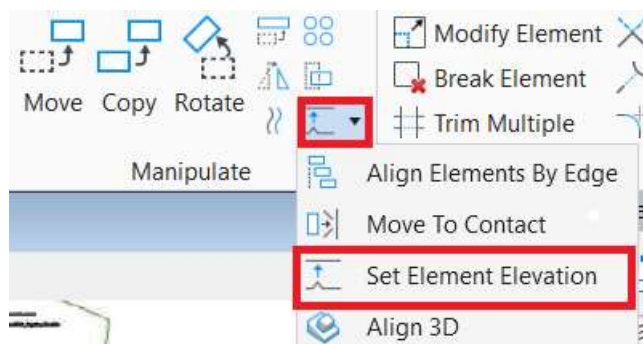 Modify Element
Break Element
Move Copy Rotate
Trim Multiple
Manipulate
Align Elements By Edge
Move To Contact
Set Element Elevation
Align 3D